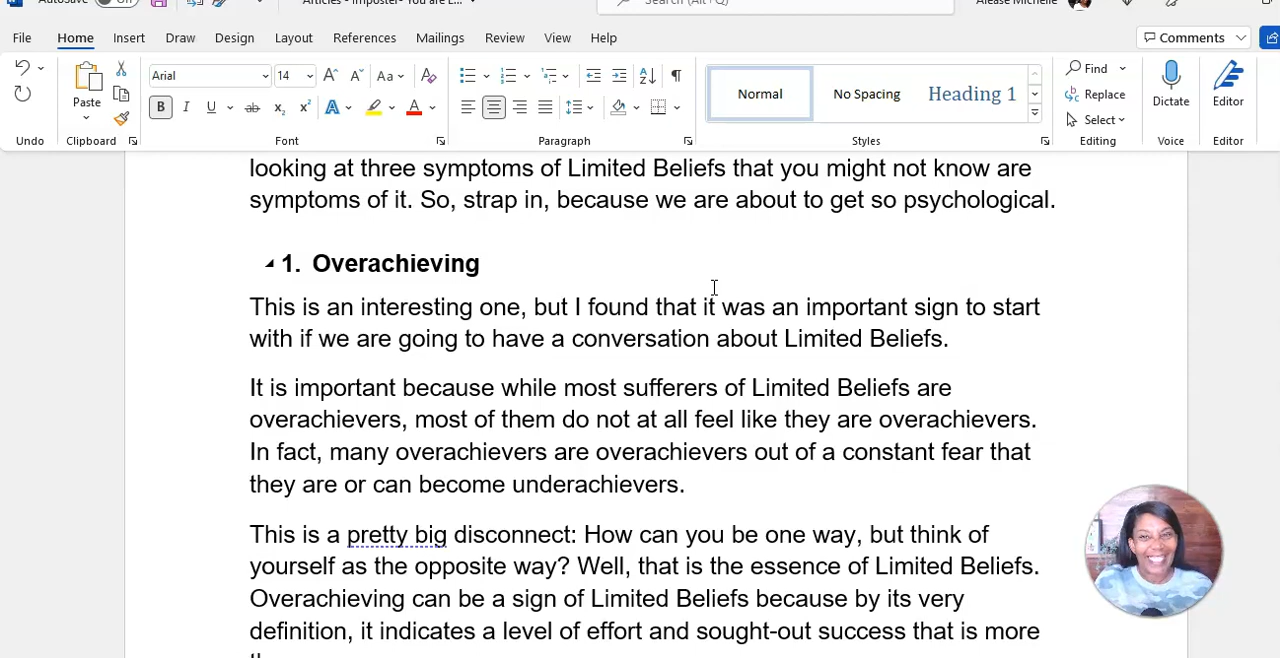 AutoSave Off Articles - Imposter- You are L... Search (Alt+Q) Alease Michelle
File Home Insert Draw Design Layout References Mailings Review View Help Comments
Arial 14 Aa
Paste
Normal No Spacing Heading 1
Find
Replace
Select
Dictate Editor
Undo Clipboard Font Paragraph Styles Editing Voice Editor
looking at three symptoms of Limited Beliefs that you might not know are
symptoms of it. So, strap in, because we are about to get so psychological.
1. Overachieving
This is an interesting one, but I found that it was an important sign to start
with if we are going to have a conversation about Limited Beliefs.
It is important because while most sufferers of Limited Beliefs are
overachievers, most of them do not at all feel like they are overachievers.
In fact, many overachievers are overachievers out of a constant fear that
they are or can become underachievers.
This is a pretty big disconnect: How can you be one way, but think of
yourself as the opposite way? Well, that is the essence of Limited Beliefs.
Overachieving can be a sign of Limited Beliefs because by its very
definition, it indicates a level of effort and sought-out success that is more